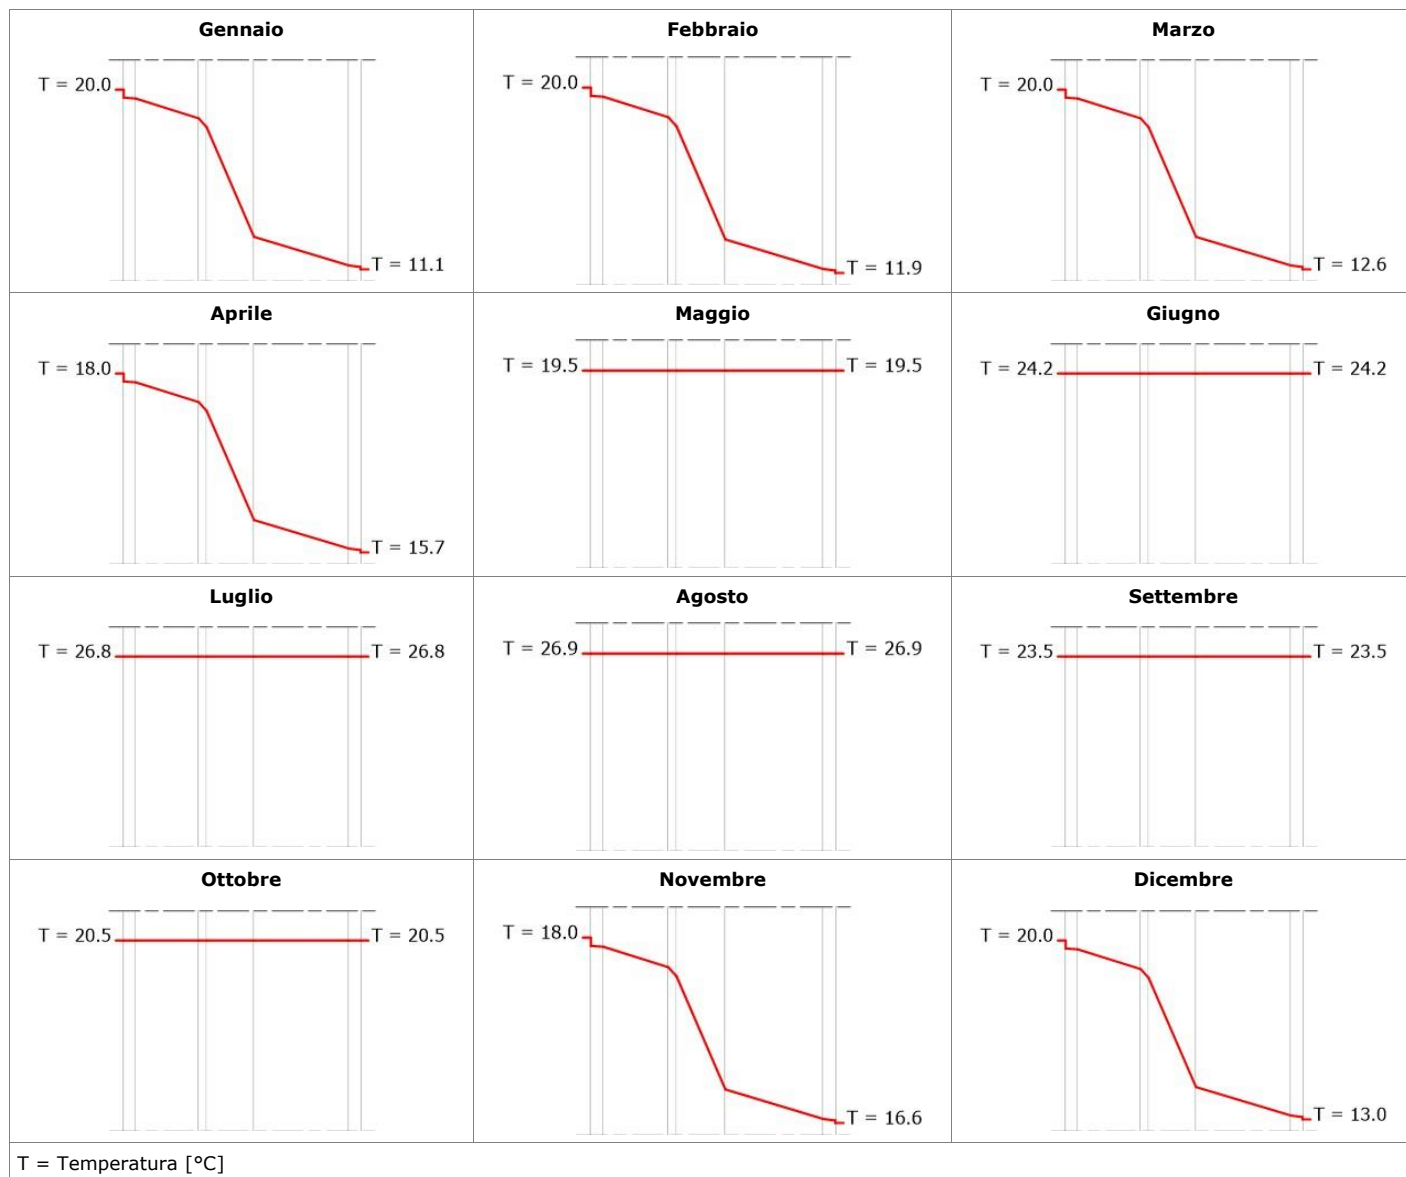 Gennaio
T = 20.0
T = 11.1
Febbraio
T = 20.0
T = 11.9
Marzo
T = 20.0
T = 12.6
Aprile
T = 18.0
T = 15.7
Maggio
T = 19.5
T = 19.5
Giugno
T = 24.2
T = 24.2
Luglio
T = 26.8
T = 26.8
Agosto
T = 26.9
T = 26.9
Settembre
T = 23.5
T = 23.5
Ottobre
T = 20.5
T = 20.5
Novembre
T = 18.0
T = 16.6
Dicembre
T = 20.0
T = 13.0
T = Temperatura [°C]